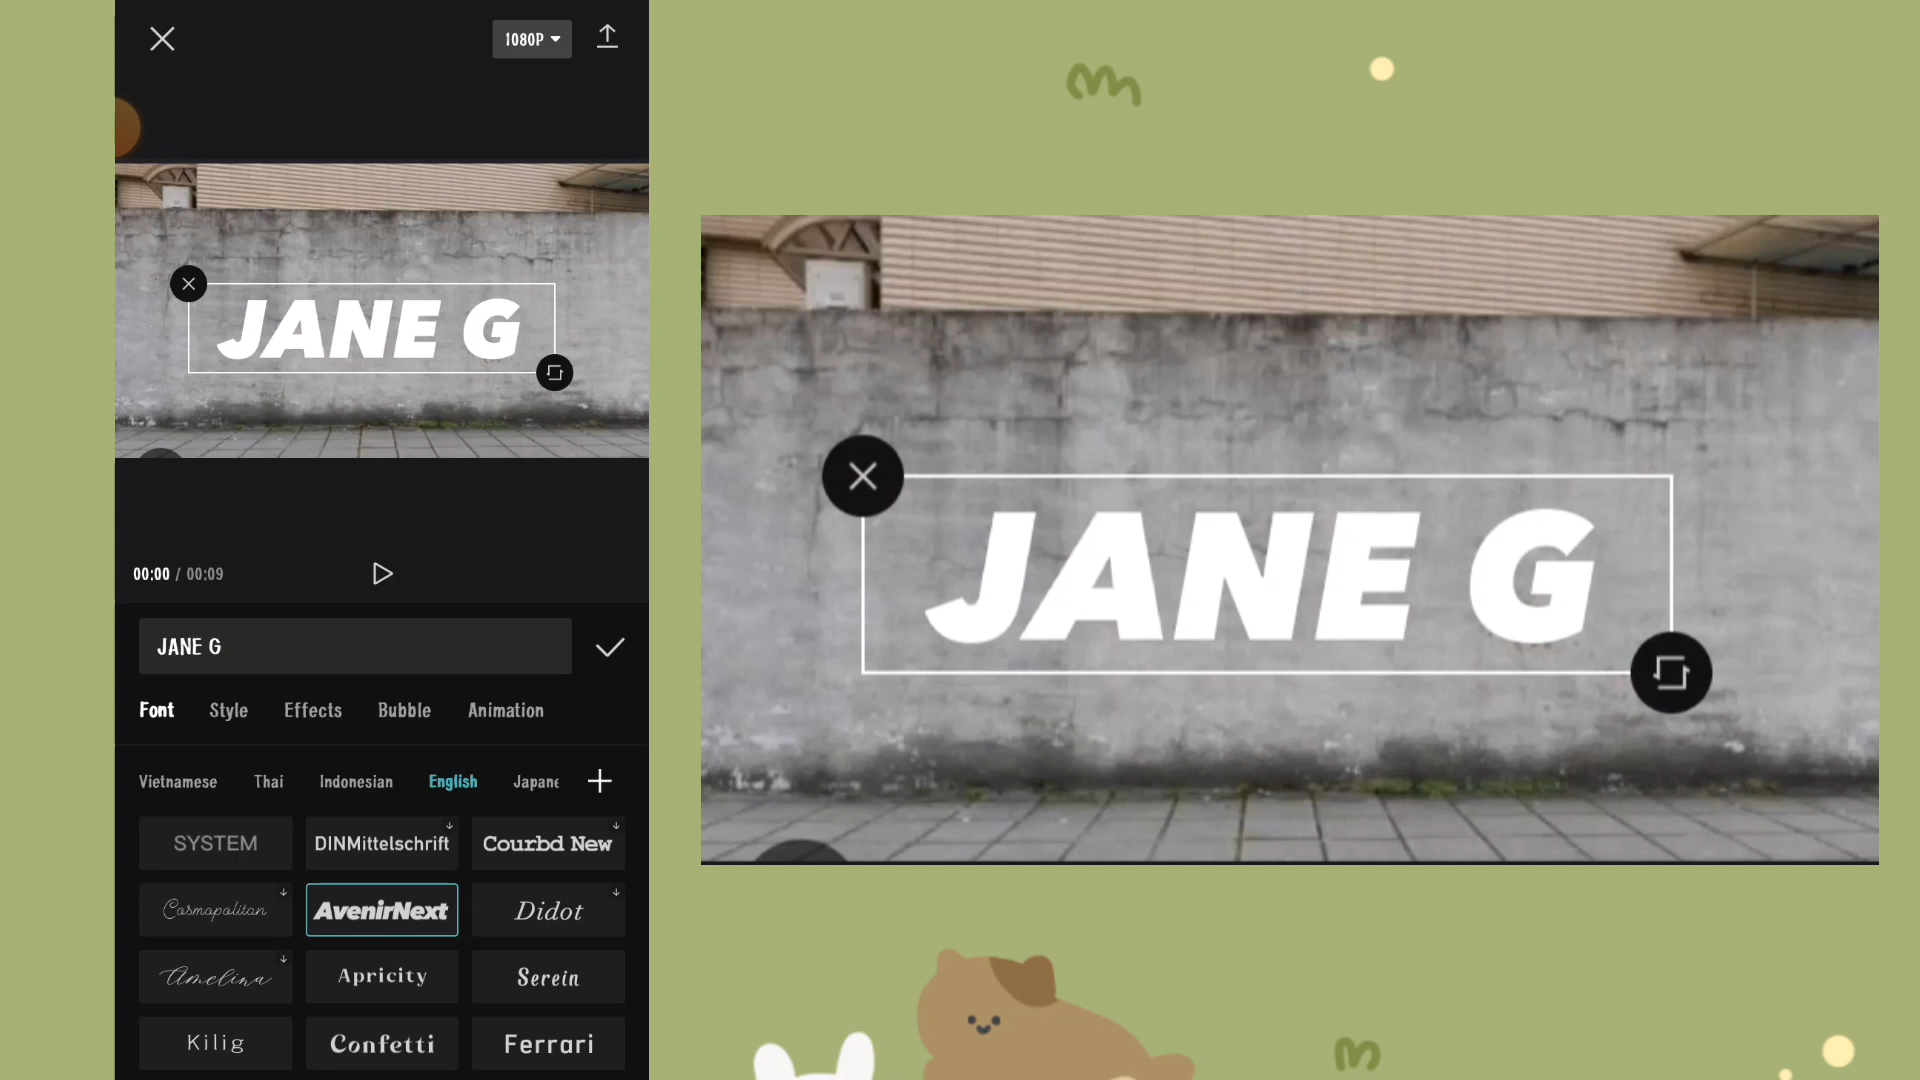 1080P
JANE G
00:00 / 00:09
JANE G
Font Style Effects Bubble Animation
Vietnamese Thai Indonesian English Japane
SYSTEM DINMittelschrift Courbd New
Cosmopolitan AvenirNext Didot
Amelina Apricity Serein
Kilig Confetti Ferrari
JANE G